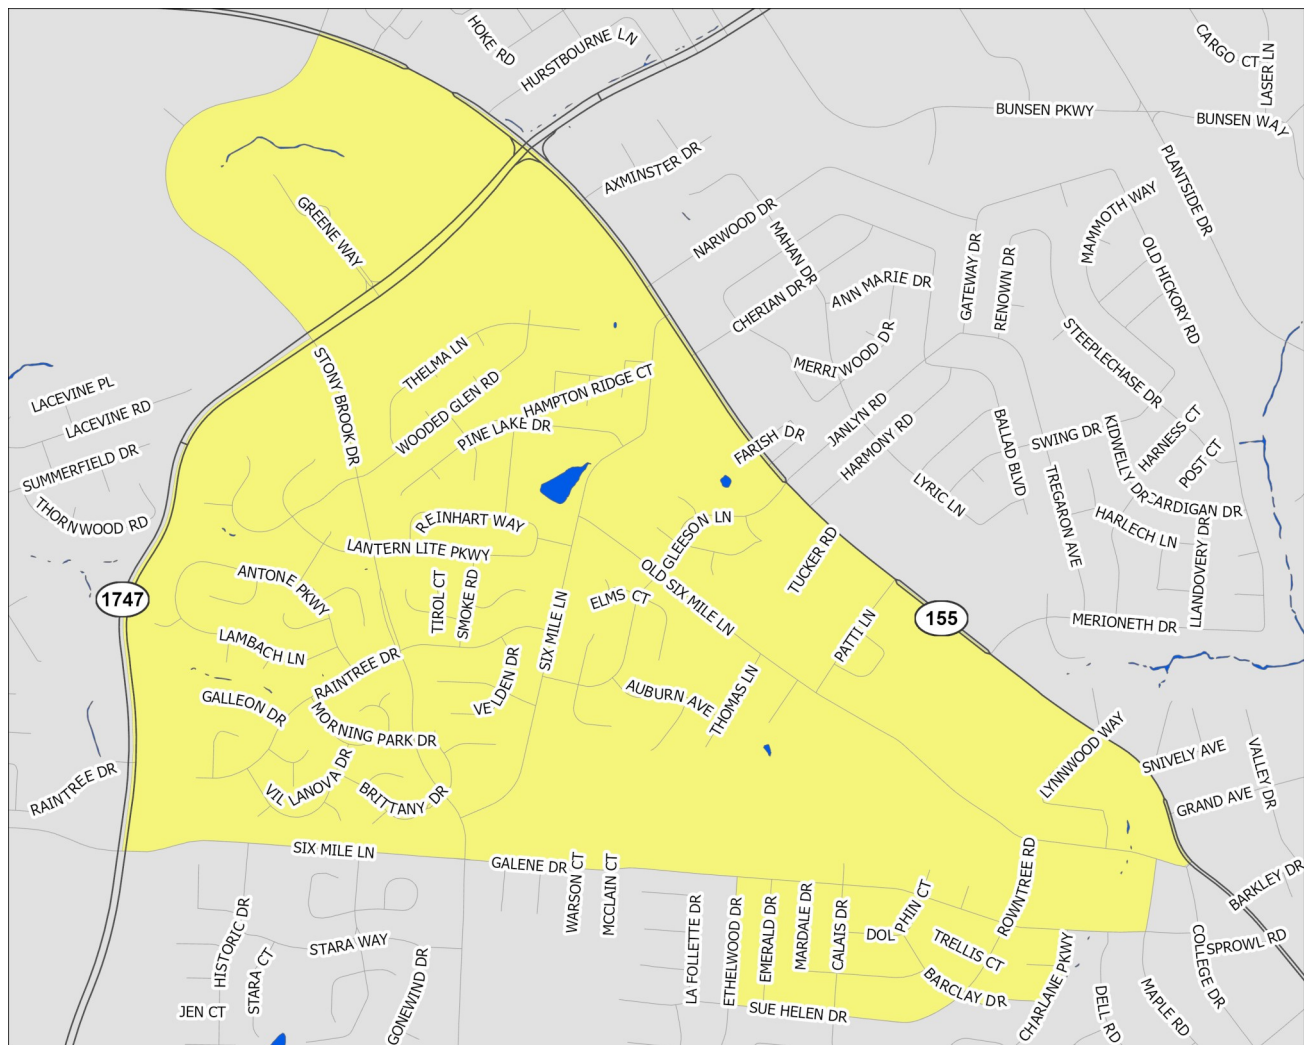 HOKE RD
HURSTBOURNE LN
CARGO CT
LASER LN
BUNSEN PKWY
BUNSEN WAY
AXMINSTER DR
PLANTSIDE DR
MAMMOTH WAY
GREENE WAY
NARWOOD DR
MAHAN DR
OLD HICKORY RD
GATEWAY DR
RENOWN DR
ANN MARIE DR
CHERIAN DR
STONY BROOK DR
THELMA LN
MERRIWOOD DR
STEEPLECHASE DR
LACEVINE PL
LACEVINE RD
WOODED GLEN RD
HAMPTON RIDGE CT
PINE LAKE DR
JANLYN RD
HARMONY RD
FARISH DR
BALLAD BLVD
SWING DR
KIDWELLY DR
HARNESS CT
POST CT
SUMMERFIELD DR
THORNWOOD RD
LYRIC LN
TREGARON AVE
CARDIGAN DR
HARLECH LN
LLANDOVERY DR
REINHART WAY
LANTERN LITE PKWY
GLEESON LN
TUCKER RD
OLD SIX MILE LN
ANTONE PKWY
TIROL CT
SMOKE RD
ELMS CT
1747
155
MERIONETH DR
PATTI LN
SIX MILE LN
LAMBACH LN
RAINTREE DR
VELDEN DR
AUBURN AVE
THOMAS LN
GALLEON DR
MORNING PARK DR
LYNNWOOD WAY
SNIVELY AVE
VALLEY DR
GRAND AVE
RAINTREE DR
VILLANOVA DR
BRITTANY DR
SIX MILE LN
GALENE DR
WARSON CT
MCCLAIN CT
ROWNTREE RD
BARKLEY DR
LA FOLLETTE DR
ETHELWOOD DR
EMERALD DR
MARDALE DR
CALAIS DR
DOLPHIN CT
TRELLIS CT
BARCLAY DR
CHARLANE PKWY
COLLEGE DR
SPROWL RD
HISTORIC DR
STARA CT
STARA WAY
GONEWIND DR
JEN CT
SUE HELEN DR
DELL RD
MAPLE RD